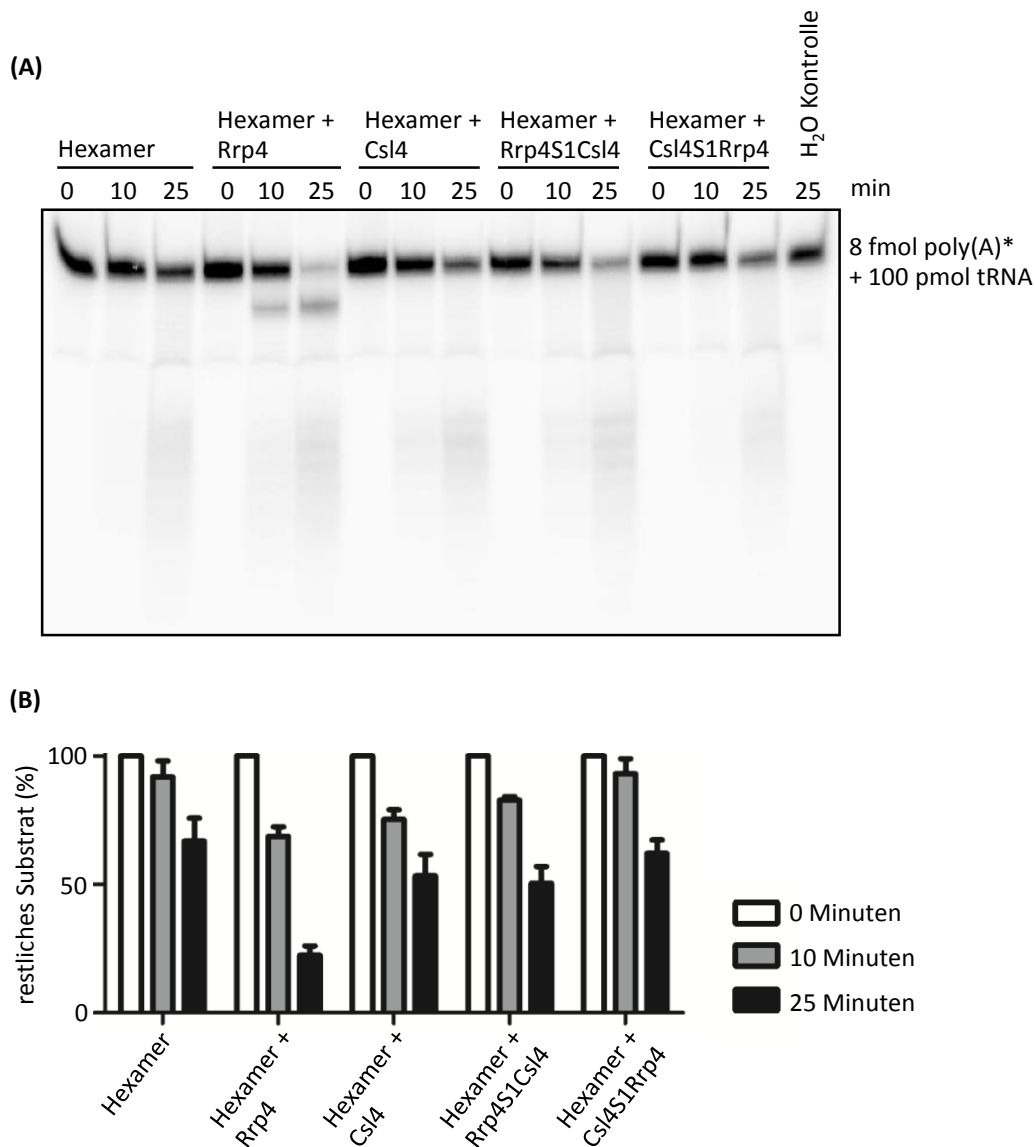 (A)
Hexamer
Hexamer +
Rrp4
Hexamer +
Csl4
Hexamer +
Rrp4S1Csl4
Hexamer +
Csl4S1Rrp4
H₂O Kontrolle
0 10 25 0 10 25 0 10 25 0 10 25 0 10 25 25 min
8 fmol poly(A)*
+ 100 pmol tRNA
(B)
restliches Substrat (%)
100
50
0
Hexamer
Hexamer +
Rrp4
Hexamer +
Csl4
Hexamer +
Rrp4S1Csl4
Hexamer +
Csl4S1Rrp4
0 Minuten
10 Minuten
25 Minuten